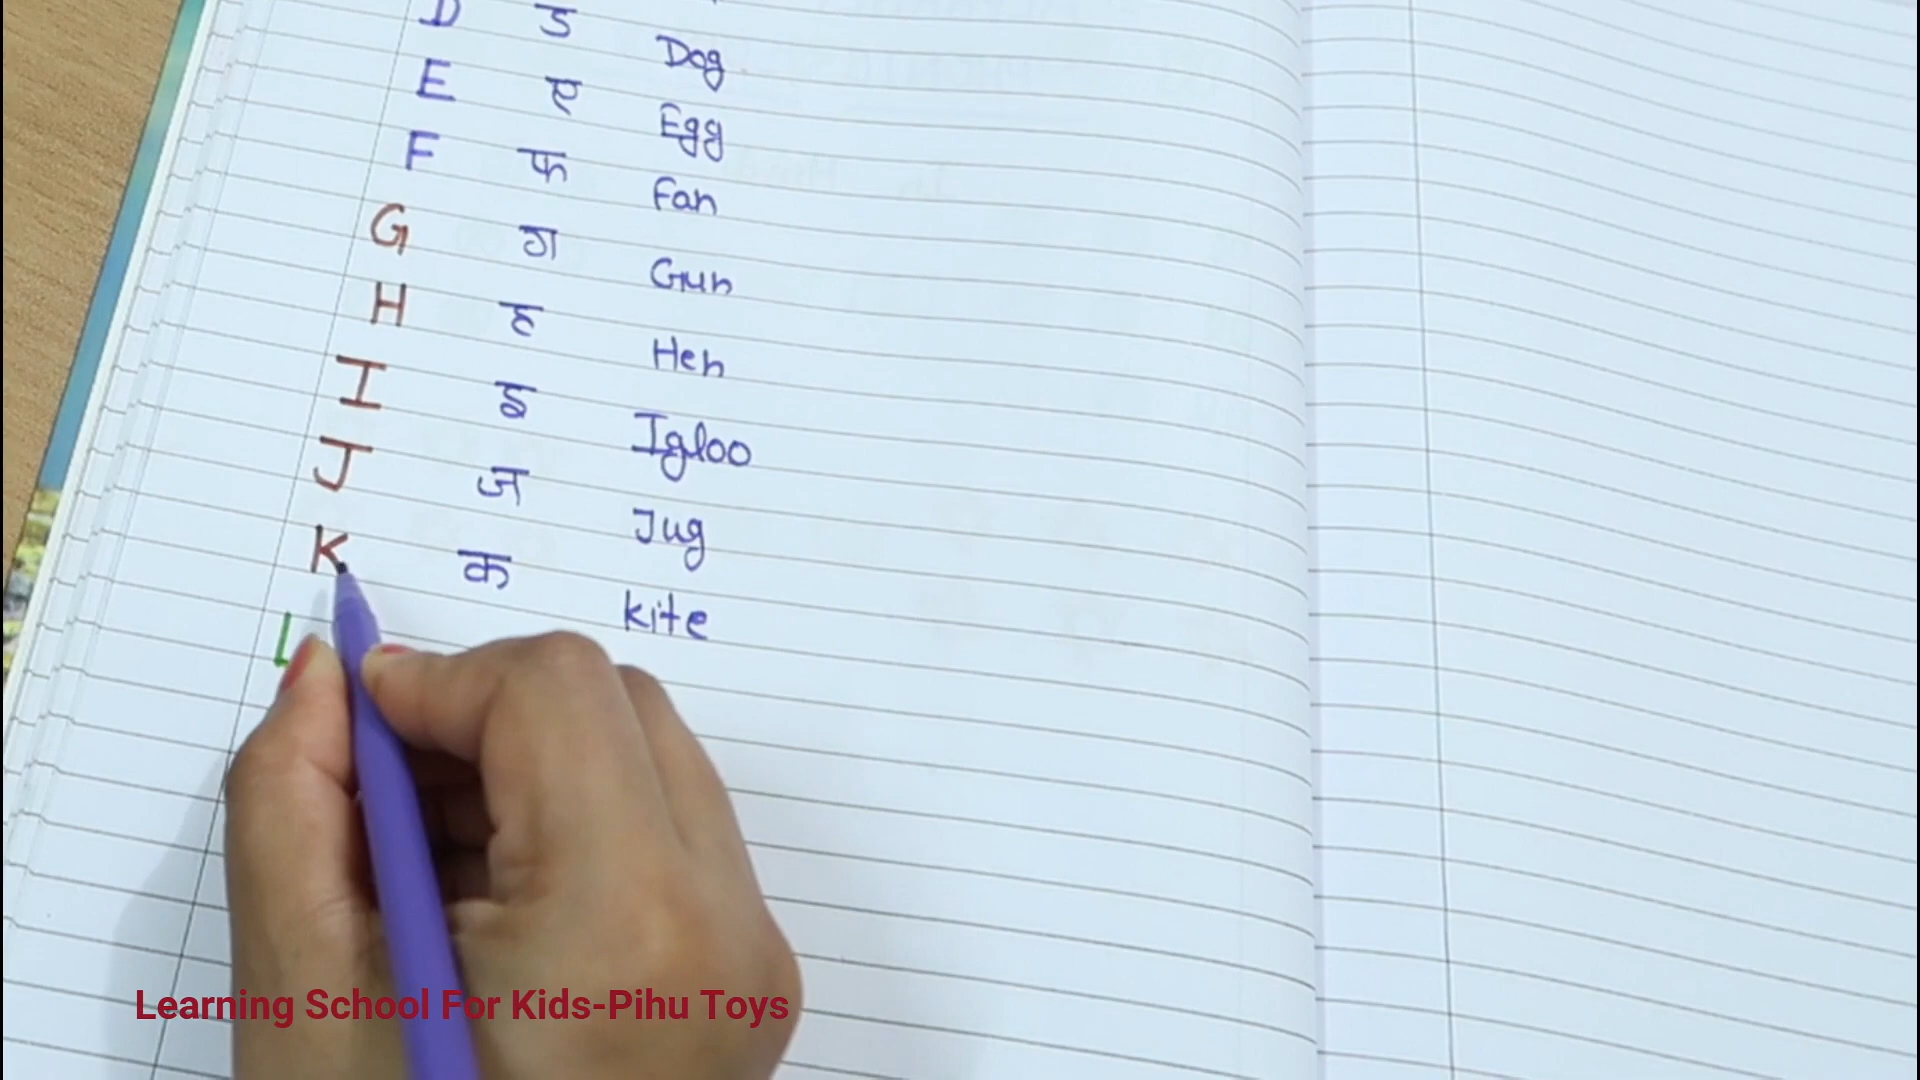 D ड Dog
E ए Egg
F फ Fan
G ग Gun
H ह Hen
I इ Igloo
J ज Jug
K क kite
L
Learning School For Kids-Pihu Toys